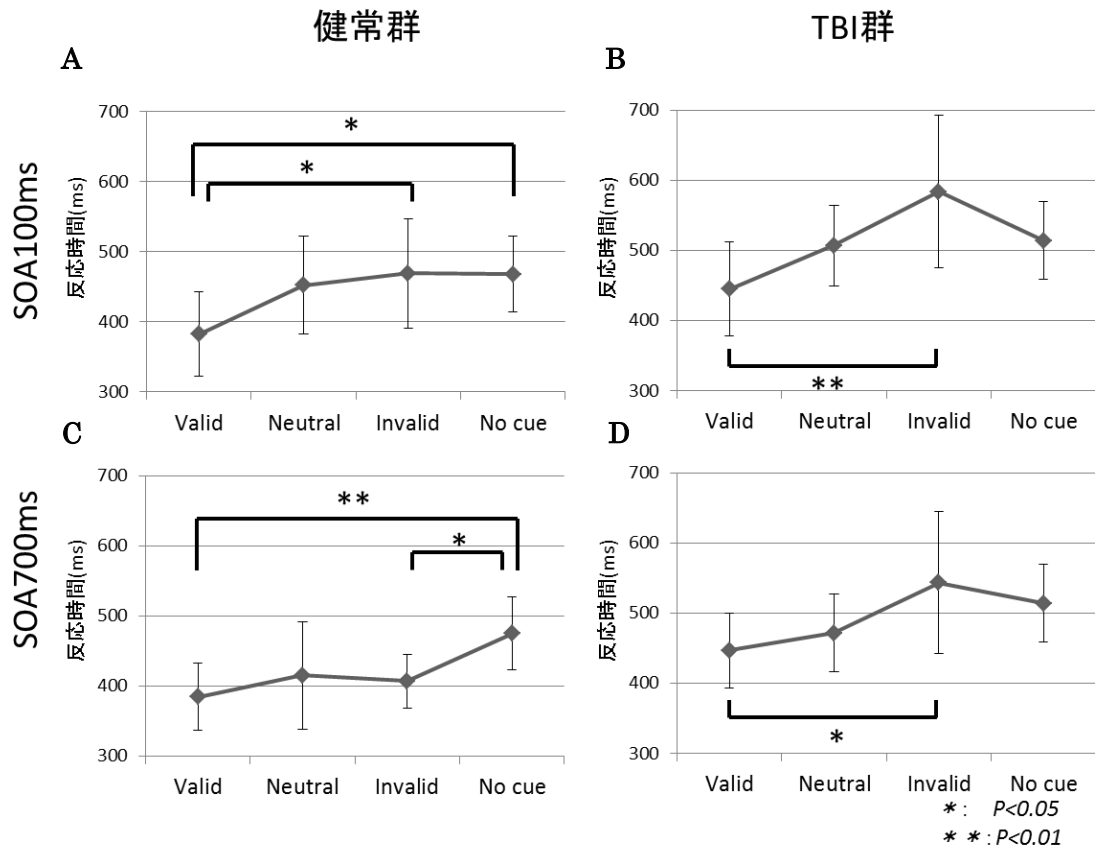 健常群
TBI群
A
B
SOA100ms
反応時間(ms)
700
600
500
400
300
*
*
Valid
Neutral
Invalid
No cue
反応時間(ms)
700
600
500
400
300
**
Valid
Neutral
Invalid
No cue
C
D
SOA700ms
反応時間(ms)
700
600
500
400
300
**
*
Valid
Neutral
Invalid
No cue
反応時間(ms)
700
600
500
400
300
*
Valid
Neutral
Invalid
No cue
*: P<0.05
**:P<0.01